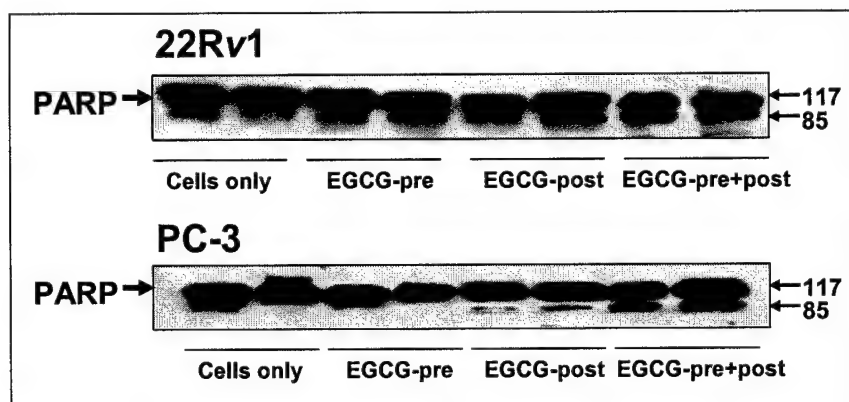 22Rv1
PARP
117
85
Cells only EGCG-pre EGCG-post EGCG-pre+post
PC-3
PARP
117
85
Cells only EGCG-pre EGCG-post EGCG-pre+post